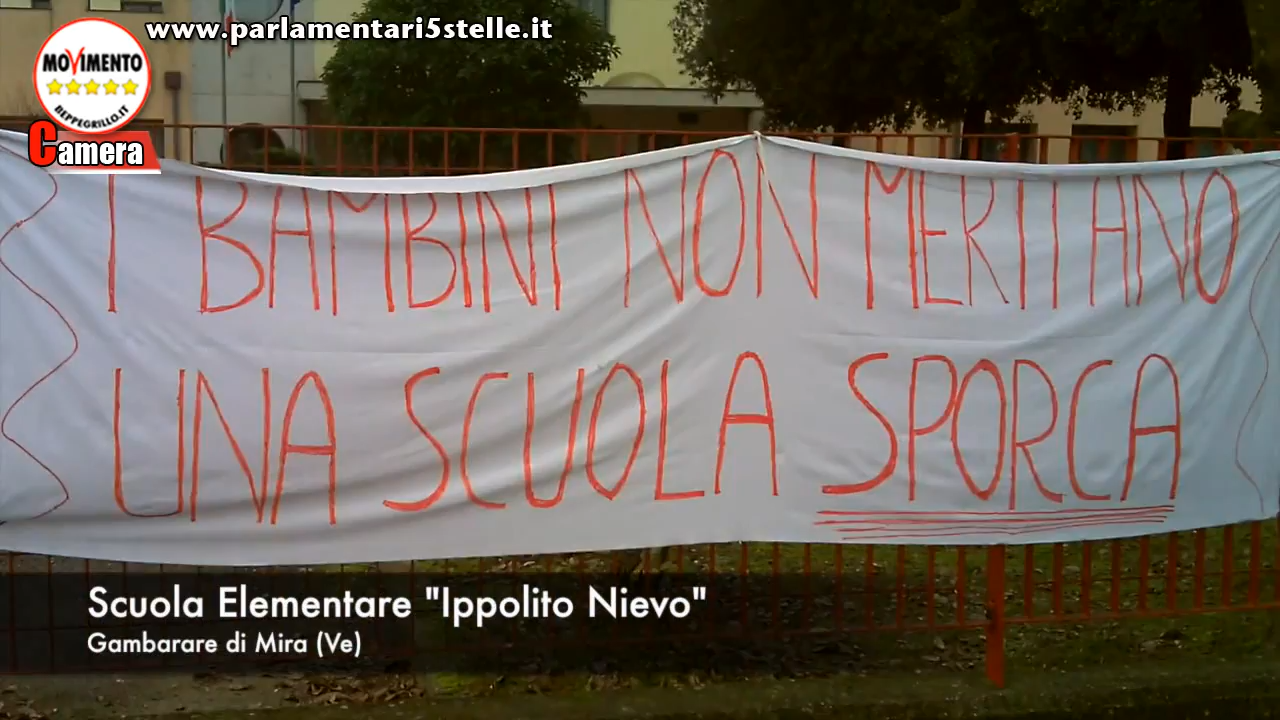 www.parlamentari5stelle.it
MOVIMENTO
BEPPEGRILLO.IT
Camera
I BAMBINI NON MERITANO
UNA SCUOLA SPORCA
Scuola Elementare "Ippolito Nievo"
Gambarare di Mira (Ve)